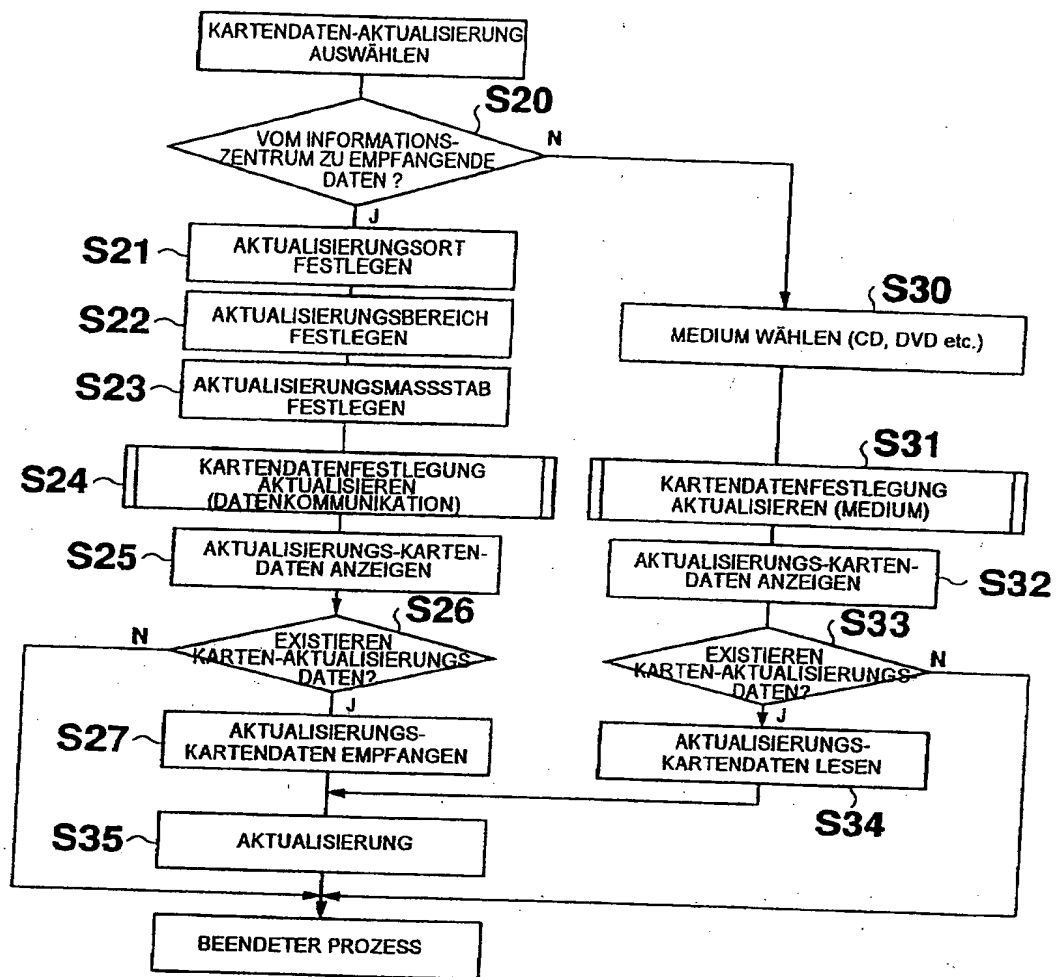 KARTENDATEN-AKTUALISIERUNG
AUSWÄHLEN
S20
VOM INFORMATIONS-
ZENTRUM ZU EMPFANGENDE
DATEN ?
N
J
S21
AKTUALISIERUNGSORT
FESTLEGEN
S22
AKTUALISIERUNGSBEREICH
FESTLEGEN
S23
AKTUALISIERUNGSMASSSTAB
FESTLEGEN
S24
KARTENDATENFESTLEGUNG
AKTUALISIEREN
(DATENKOMMUNIKATION)
S25
AKTUALISIERUNGS-KARTEN-
DATEN ANZEIGEN
S26
N
EXISTIEREN
KARTEN-AKTUALISIERUNGS
DATEN?
J
S27
AKTUALISIERUNGS-
KARTENDATEN EMPFANGEN
S30
MEDIUM WÄHLEN (CD, DVD etc.)
S31
KARTENDATENFESTLEGUNG
AKTUALISIEREN (MEDIUM)
AKTUALISIERUNGS-KARTEN-
DATEN ANZEIGEN
S32
S33
EXISTIEREN
KARTEN-AKTUALISIERUNGS-
DATEN?
N
J
AKTUALISIERUNGS-
KARTENDATEN LESEN
S34
S35
AKTUALISIERUNG
BEENDETER PROZESS